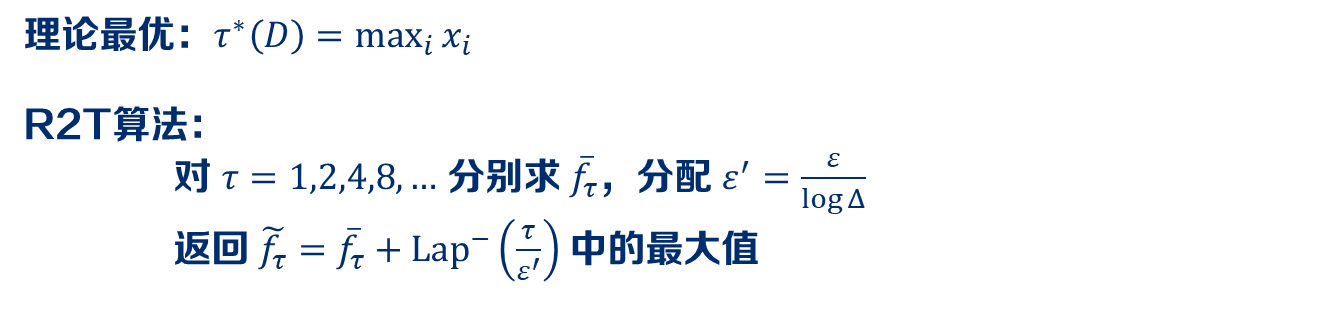 理论最优：τ*(D) = maxᵢ xᵢ
R2T算法：
对 τ = 1,2,4,8, … 分别求 f̄_τ，分配 ε′ = ε / log Δ
返回 f̃_τ = f̄_τ + Lap⁻(τ/ε′) 中的最大值